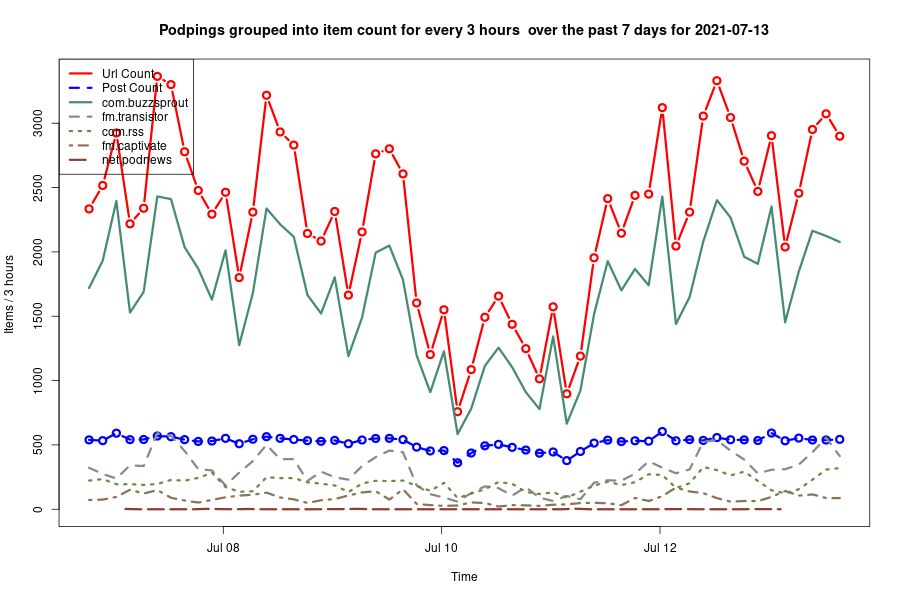 Podpings grouped into item count for every 3 hours  over the past 7 days for 2021-07-13
Url Count
Post Count
com.buzzsprout
fm.transistor
com.rss
fm.captivate
net.podnews
Items / 3 hours
0
500
1000
1500
2000
2500
3000
Jul 08
Jul 10
Jul 12
Time